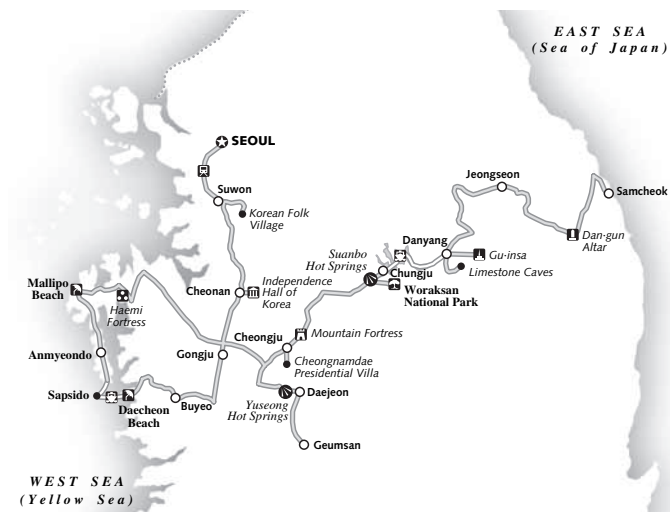 EAST SEA
(Sea of Japan)
SEOUL
Jeongseon
Suwon
Samcheok
Korean Folk
Village
Danyang
Dan-gun
Altar
Suanbo
Hot Springs
Gu-insa
Limestone Caves
Chungju
Mallipo
Beach
Independence
Hall of
Korea
Cheonan
Woraksan
National Park
Haemi
Fortress
Cheongju
Mountain Fortress
Anmyeondo
Gongju
Cheongnamdae
Presidential Villa
Sapsido
Daecheon
Beach
Buyeo
Daejeon
Yuseong
Hot Springs
Geumsan
WEST SEA
(Yellow Sea)